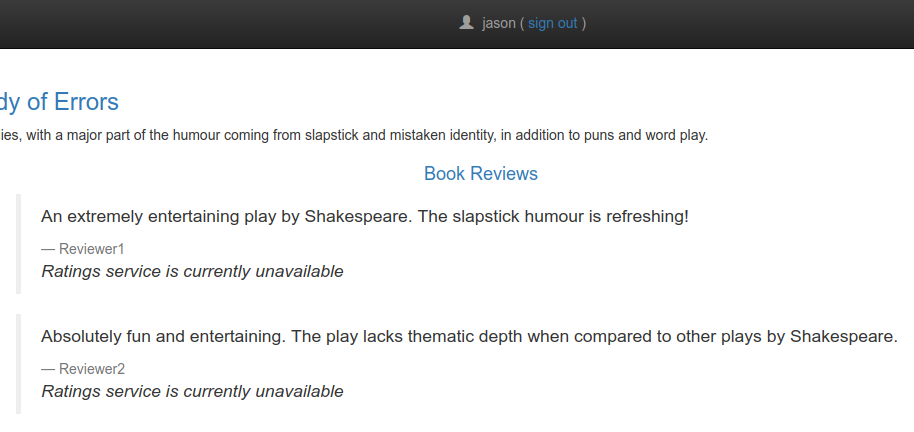 jason ( sign out )
dy of Errors
ies, with a major part of the humour coming from slapstick and mistaken identity, in addition to puns and word play.
Book Reviews
An extremely entertaining play by Shakespeare. The slapstick humour is refreshing!
— Reviewer1
Ratings service is currently unavailable
Absolutely fun and entertaining. The play lacks thematic depth when compared to other plays by Shakespeare.
— Reviewer2
Ratings service is currently unavailable